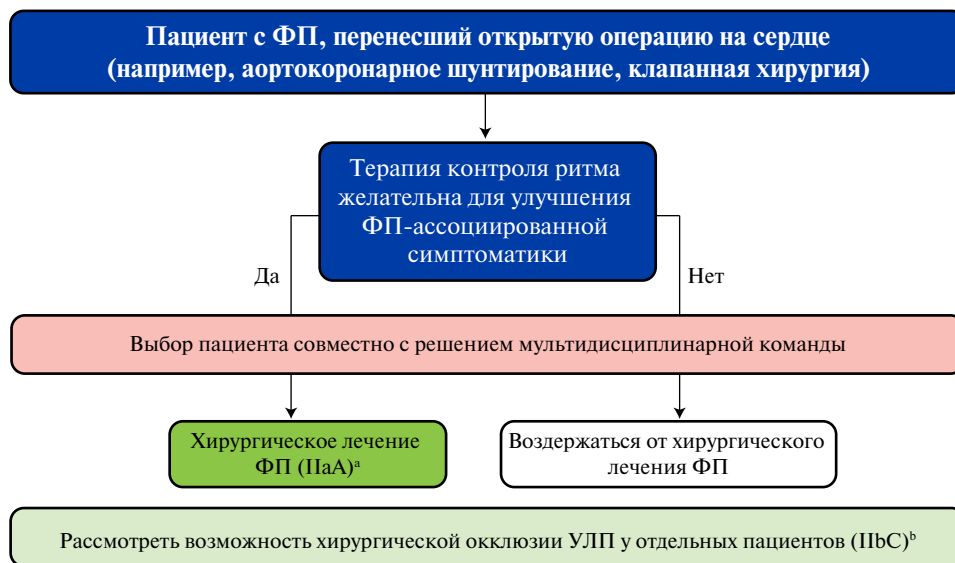 Пациент с ФП, перенесший открытую операцию на сердце
(например, аортокоронарное шунтирование, клапанная хирургия)
Терапия контроля ритма
желательна для улучшения
ФП-ассоциированной
симптоматики
Да
Нет
Выбор пациента совместно с решением мультидисциплинарной команды
Хирургическое лечение
ФП (IIaA)ᵃ
Воздержаться от хирургического
лечения ФП
Рассмотреть возможность хирургической окклюзии УЛП у отдельных пациентов (IIbC)ᵇ